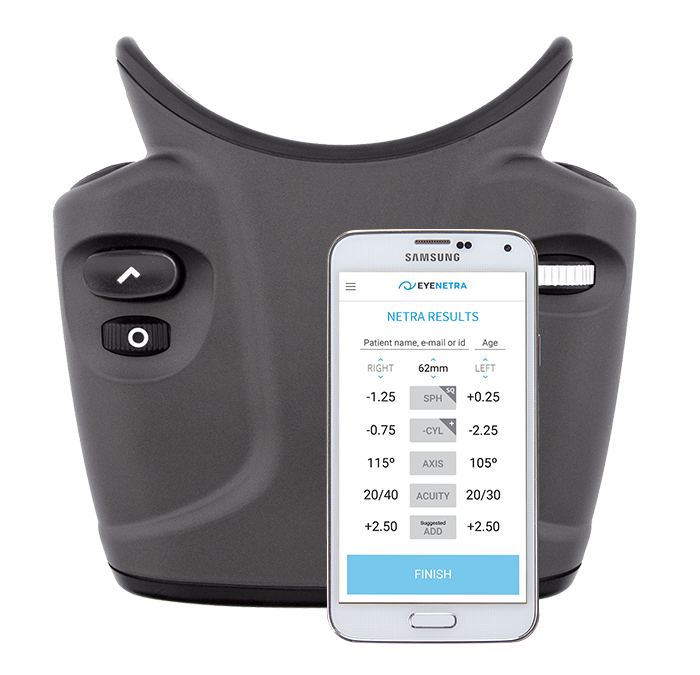 SAMSUNG
EYENETRA
NETRA RESULTS
Patient name, e-mail or id Age
RIGHT 62mm LEFT
-1.25 SPH SQ +0.25
-0.75 -CYL + -2.25
115º AXIS 105º
20/40 ACUITY 20/30
+2.50 Suggested ADD +2.50
FINISH